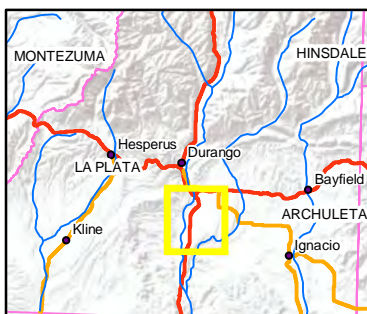 MONTEZUMA
HINSDALE
Hesperus
Durango
LA PLATA
Bayfield
ARCHULETA
Kline
Ignacio